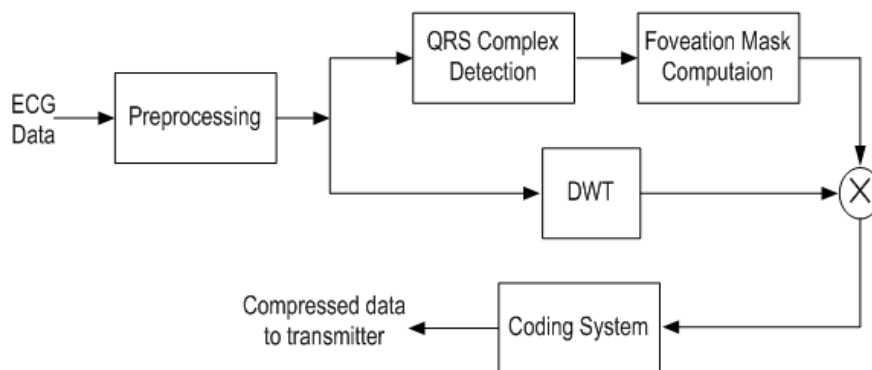 QRS Complex
Detection
Foveation Mask
Computaion
ECG
Data
Preprocessing
DWT
X
Compressed data
to transmitter
Coding System